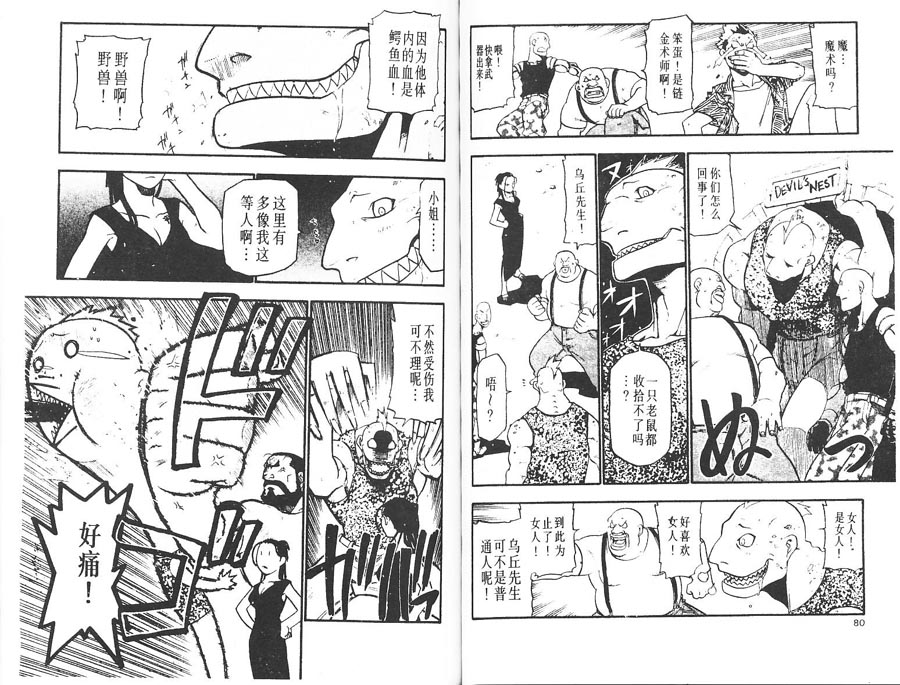 魔…
魔术吗？
笨蛋！是链
金术师啊！
喂！
快拿武
器出来！
DEVIL'S NEST
你们怎么
回事了！
ヌ
オ
オ
一只老鼠都
收拾不了吗
…？
乌丘先生！
唔～？
ぬっ
女人！
是女人！
好喜欢
女人！
到此为
止了！
女人！
乌丘先生
可不是普
通人呢！
80
因为他体
内的血是
鳄鱼血！
野兽啊！
野兽！
小姐………
这里有
多像我这
等人啊…
不然受伤我
可不理呢…
好痛！